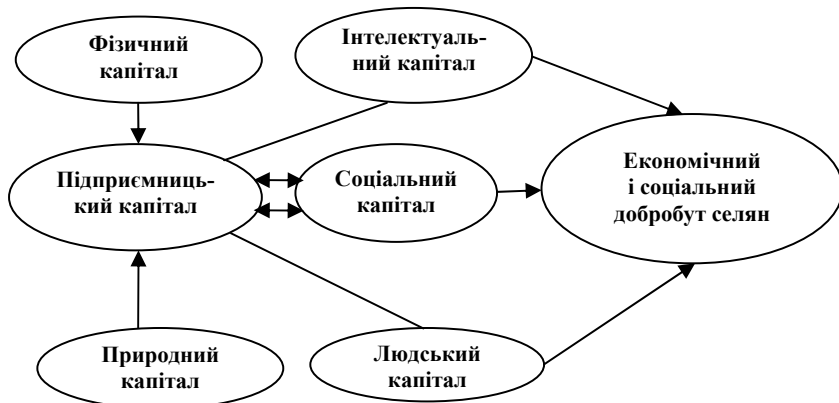 Фізичний
капітал
Інтелектуаль-
ний капітал
Підприємниць-
кий капітал
Соціальний
капітал
Економічний
і соціальний
добробут селян
Природний
капітал
Людський
капітал